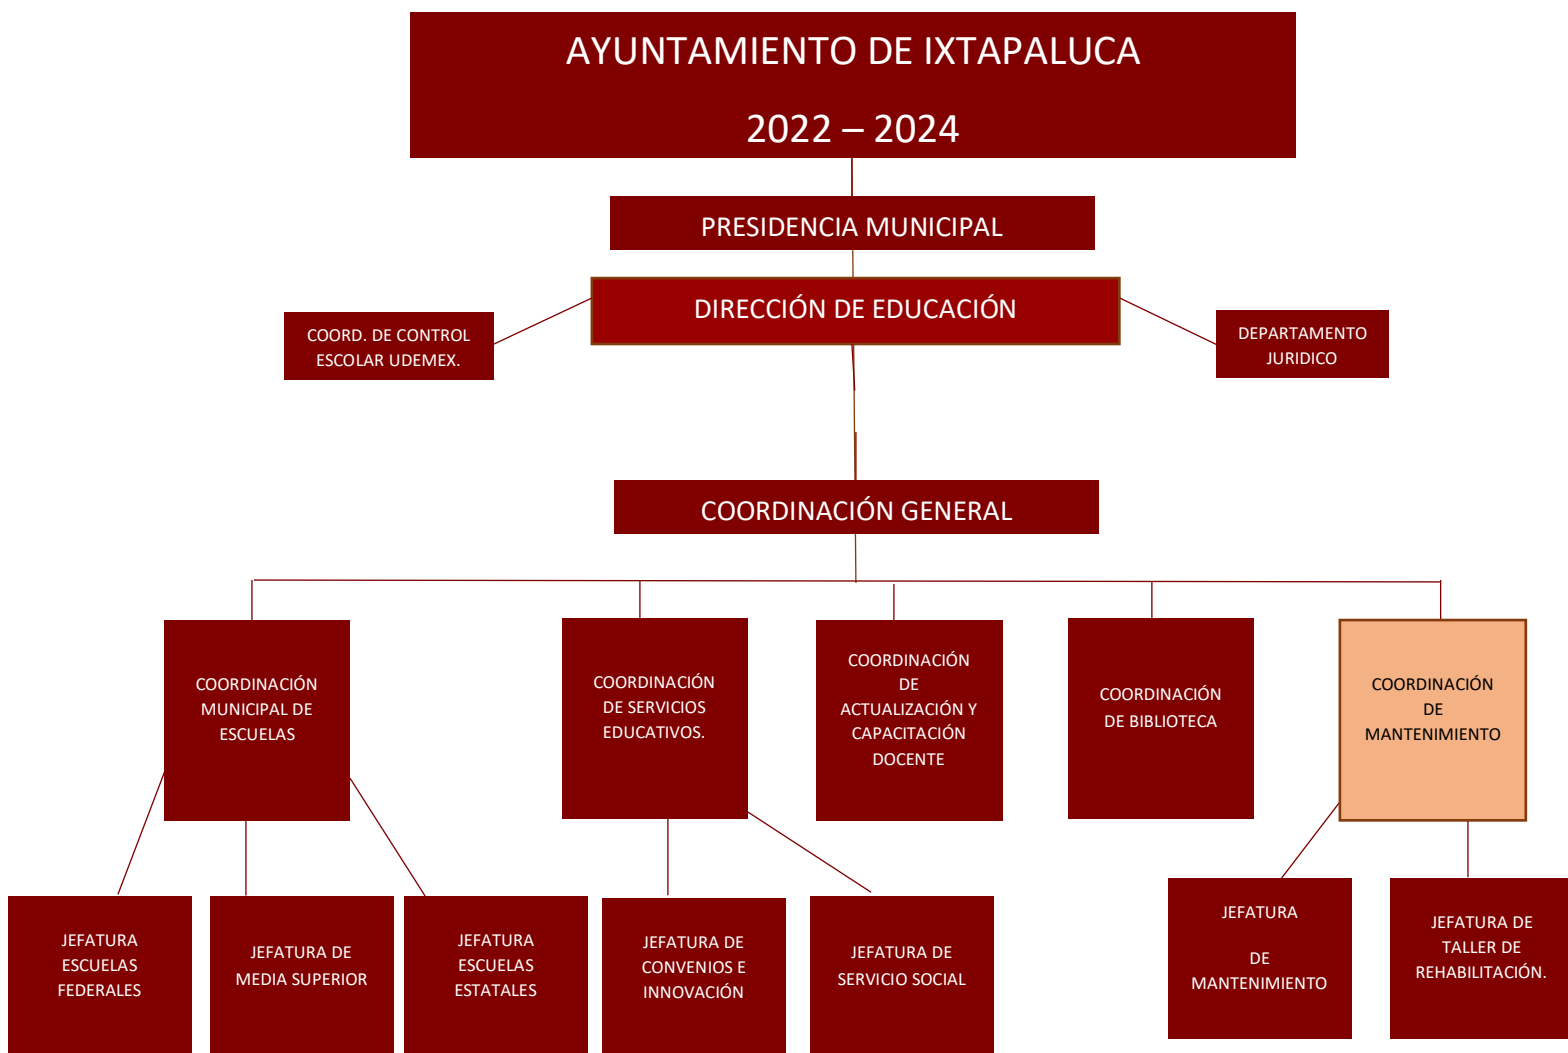 AYUNTAMIENTO DE IXTAPALUCA
2022 – 2024
PRESIDENCIA MUNICIPAL
DIRECCIÓN DE EDUCACIÓN
COORD. DE CONTROL
ESCOLAR UDEMEX.
DEPARTAMENTO
JURIDICO
COORDINACIÓN GENERAL
COORDINACIÓN
MUNICIPAL DE
ESCUELAS
COORDINACIÓN
DE SERVICIOS
EDUCATIVOS.
COORDINACIÓN
DE
ACTUALIZACIÓN Y
CAPACITACIÓN
DOCENTE
COORDINACIÓN
DE BIBLIOTECA
COORDINACIÓN
DE
MANTENIMIENTO
JEFATURA
ESCUELAS
FEDERALES
JEFATURA DE
MEDIA SUPERIOR
JEFATURA
ESCUELAS
ESTATALES
JEFATURA DE
CONVENIOS E
INNOVACIÓN
JEFATURA DE
SERVICIO SOCIAL
JEFATURA
DE
MANTENIMIENTO
JEFATURA DE
TALLER DE
REHABILITACIÓN.